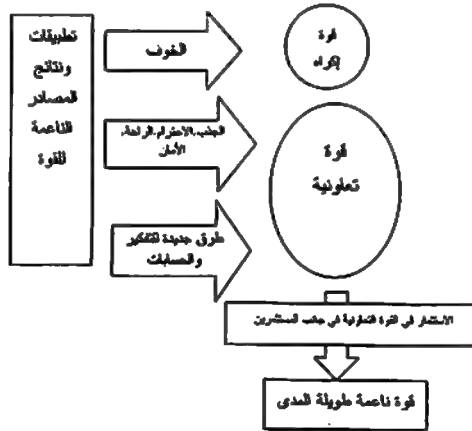 تطبيقات
ونتائج
المصادر
الناعمة
للقوة
الخوف
قوة
إكراه
الجذب، الاحترام، الراحة،
الأمان
قوة
تعاونية
طرق جديدة للتفكير
والحسابات
الاستثمار في القوة التعاونية في جانب المستثمرين
قوة ناعمة طويلة المدى